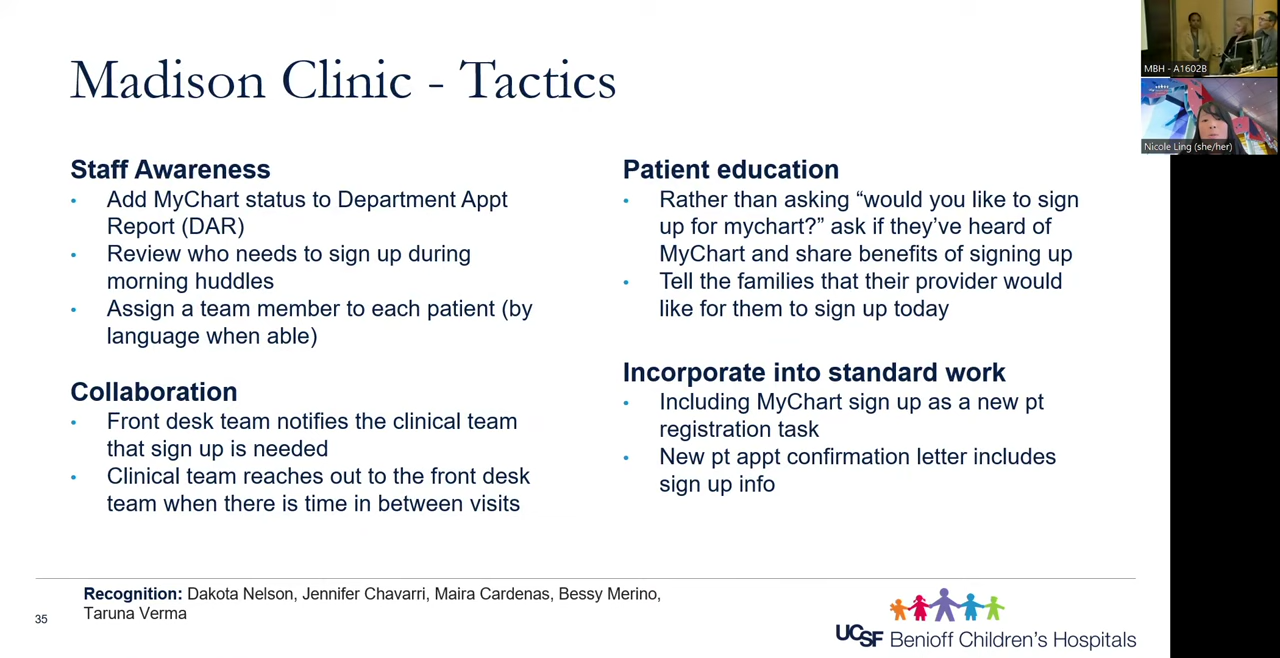 Madison Clinic - Tactics
Staff Awareness
• Add MyChart status to Department Appt
Report (DAR)
• Review who needs to sign up during
morning huddles
• Assign a team member to each patient (by
language when able)
Collaboration
• Front desk team notifies the clinical team
that sign up is needed
• Clinical team reaches out to the front desk
team when there is time in between visits
Patient education
• Rather than asking “would you like to sign
up for mychart?” ask if they’ve heard of
MyChart and share benefits of signing up
• Tell the families that their provider would
like for them to sign up today
Incorporate into standard work
• Including MyChart sign up as a new pt
registration task
• New pt appt confirmation letter includes
sign up info
Recognition: Dakota Nelson, Jennifer Chavarri, Maira Cardenas, Bessy Merino,
Taruna Verma
35
UCSF Benioff Children's Hospitals
MBH - A1602B
Nicole Ling (she/her)